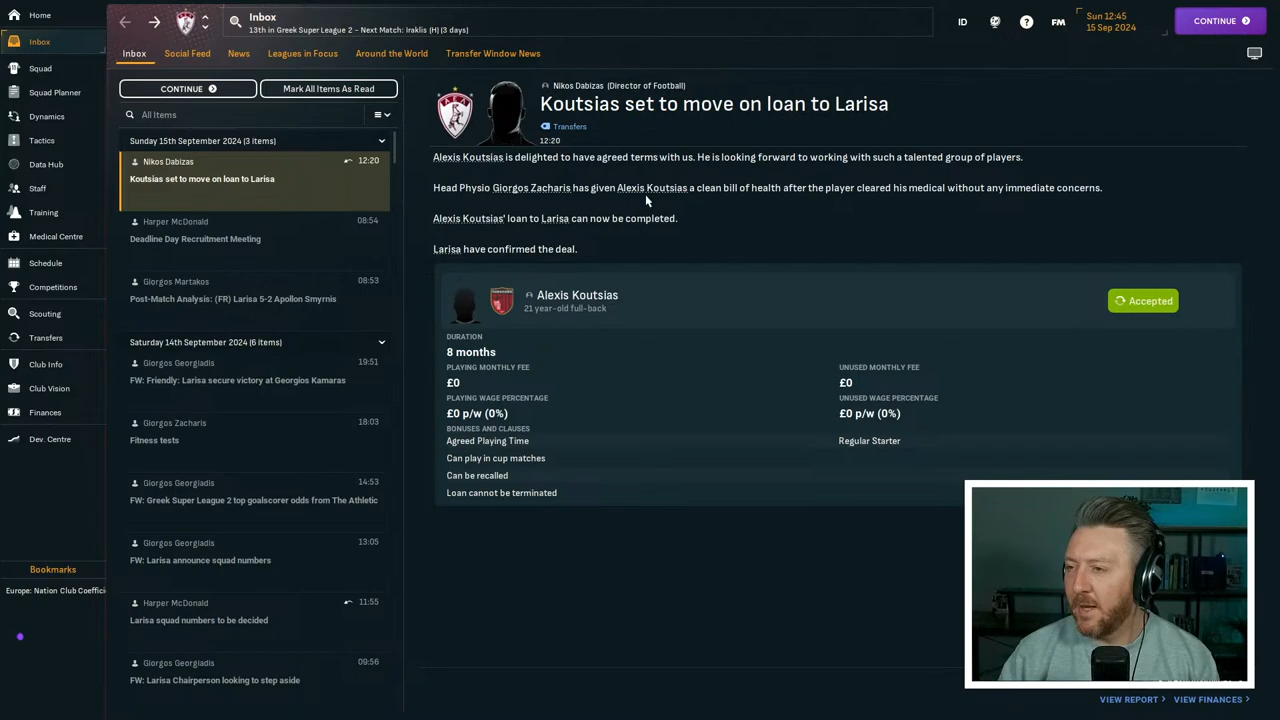 Home
Inbox
Squad
Squad Planner
Dynamics
Tactics
Data Hub
Staff
Training
Medical Centre
Schedule
Competitions
Scouting
Transfers
Club Info
Club Vision
Finances
Dev. Centre
Bookmarks
Europe: Nation Club Coeffici
Inbox
13th in Greek Super League 2 - Next Match: Iraklis (H) (3 days)
ID
FM
Sun 12:45
15 Sep 2024
CONTINUE
Inbox
Social Feed
News
Leagues in Focus
Around the World
Transfer Window News
CONTINUE
Mark All Items As Read
All Items
Sunday 15th September 2024 (3 items)
Nikos Dabizas
12:20
Koutsias set to move on loan to Larisa
Harper McDonald
08:54
Deadline Day Recruitment Meeting
Giorgos Martakos
08:53
Post-Match Analysis: (FR) Larisa 5-2 Apollon Smyrnis
Saturday 14th September 2024 (6 items)
Giorgos Georgiadis
19:51
FW: Friendly: Larisa secure victory at Georgios Kamaras
Giorgos Zacharis
18:03
Fitness tests
Giorgos Georgiadis
14:53
FW: Greek Super League 2 top goalscorer odds from The Athletic
Giorgos Georgiadis
13:05
FW: Larisa announce squad numbers
Harper McDonald
11:55
Larisa squad numbers to be decided
Giorgos Georgiadis
09:56
FW: Larisa Chairperson looking to step aside
Nikos Dabizas (Director of Football)
Koutsias set to move on loan to Larisa
Transfers
12:20
Alexis Koutsias is delighted to have agreed terms with us. He is looking forward to working with such a talented group of players.
Head Physio Giorgos Zacharis has given Alexis Koutsias a clean bill of health after the player cleared his medical without any immediate concerns.
Alexis Koutsias' loan to Larisa can now be completed.
Larisa have confirmed the deal.
Alexis Koutsias
21 year-old full-back
Accepted
DURATION
8 months
PLAYING MONTHLY FEE
UNUSED MONTHLY FEE
£0
£0
PLAYING WAGE PERCENTAGE
UNUSED WAGE PERCENTAGE
£0 p/w (0%)
£0 p/w (0%)
BONUSES AND CLAUSES
Agreed Playing Time
Regular Starter
Can play in cup matches
Can be recalled
Loan cannot be terminated
VIEW REPORT
VIEW FINANCES